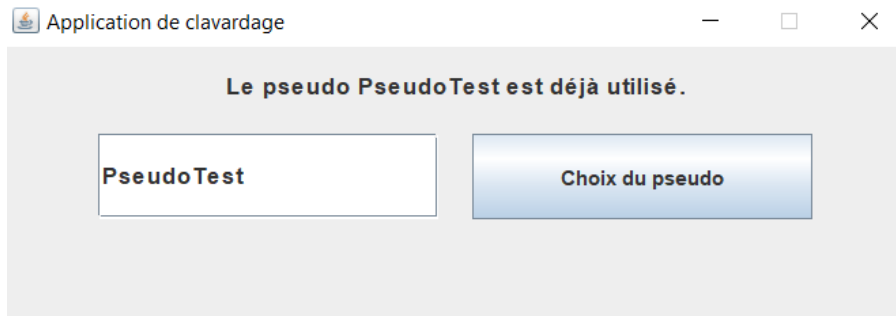 Application de clavardage
Le pseudo PseudoTest est déjà utilisé.
PseudoTest
Choix du pseudo